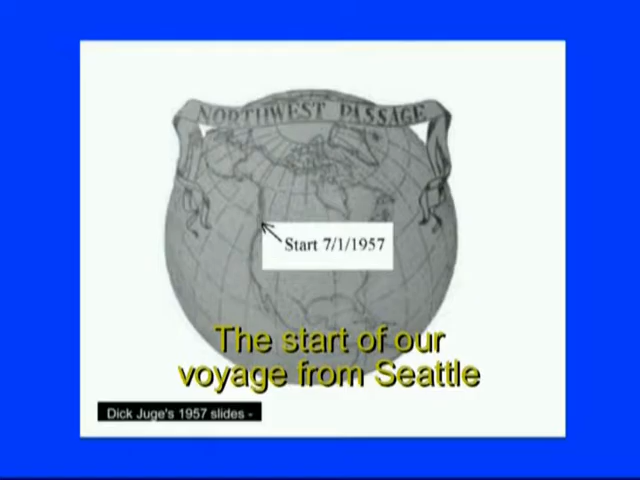 NORTHWEST PASSAGE
Start 7/1/1957
The start of our
voyage from Seattle
Dick Juge's 1957 slides -